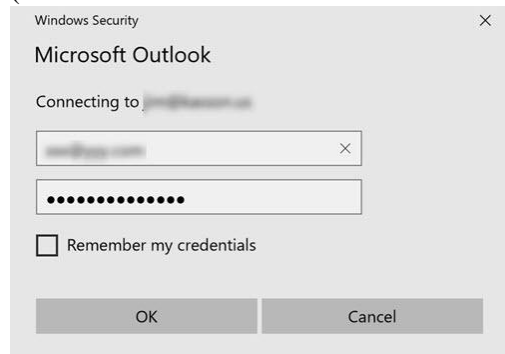 Windows Security
Microsoft Outlook
Connecting to
Remember my credentials
OK
Cancel